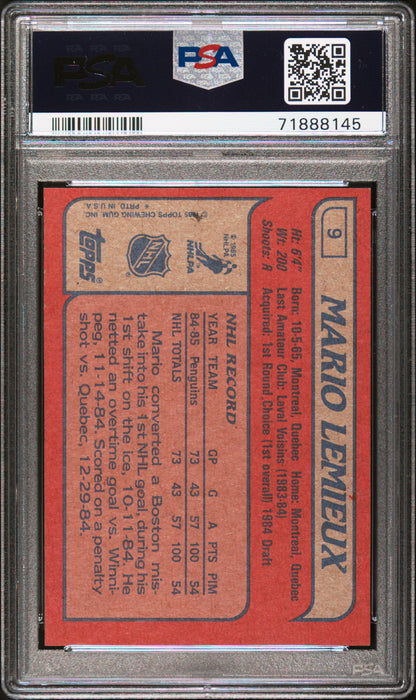 PSA
PSA
71888145
9
MARIO LEMIEUX
Ht: 6'4" Born: 10-5-65, Montreal, Quebec Home: Montreal, Quebec
Wt: 200 Last Amateur Club: Laval Voisins (1983-84)
Shoots: R Acquired: 1st Round Choice (1st overall) 1984 Draft
NHL RECORD
YEAR TEAM GP G A PTS PIM
84-85 Penguins 73 43 57 100 54
NHL TOTALS 73 43 57 100 54
Mario converted a Boston mis-
take into his 1st NHL goal, during his
1st shift on the ice, 10-11-84. He
netted an overtime goal vs. Winni-
peg, 11-14-84. Scored on a penalty
shot vs. Quebec, 12-29-84.
© 1985
NHLPA
NHLPA
NHL
topps®
©1985 TOPPS CHEWING GUM, INC.
* PRTD. IN U.S.A.
PSA